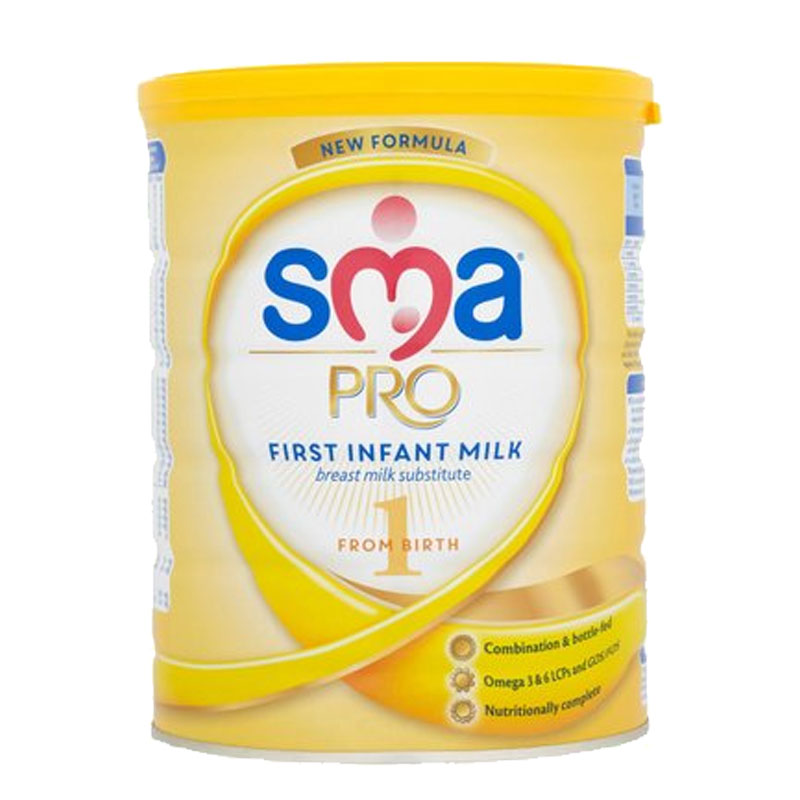 NEW FORMULA
sma®
PRO
FIRST INFANT MILK
breast milk substitute
1
FROM BIRTH
Combination & bottle-fed
Omega 3 & 6 LCPs and GOS/FOS
Nutritionally complete